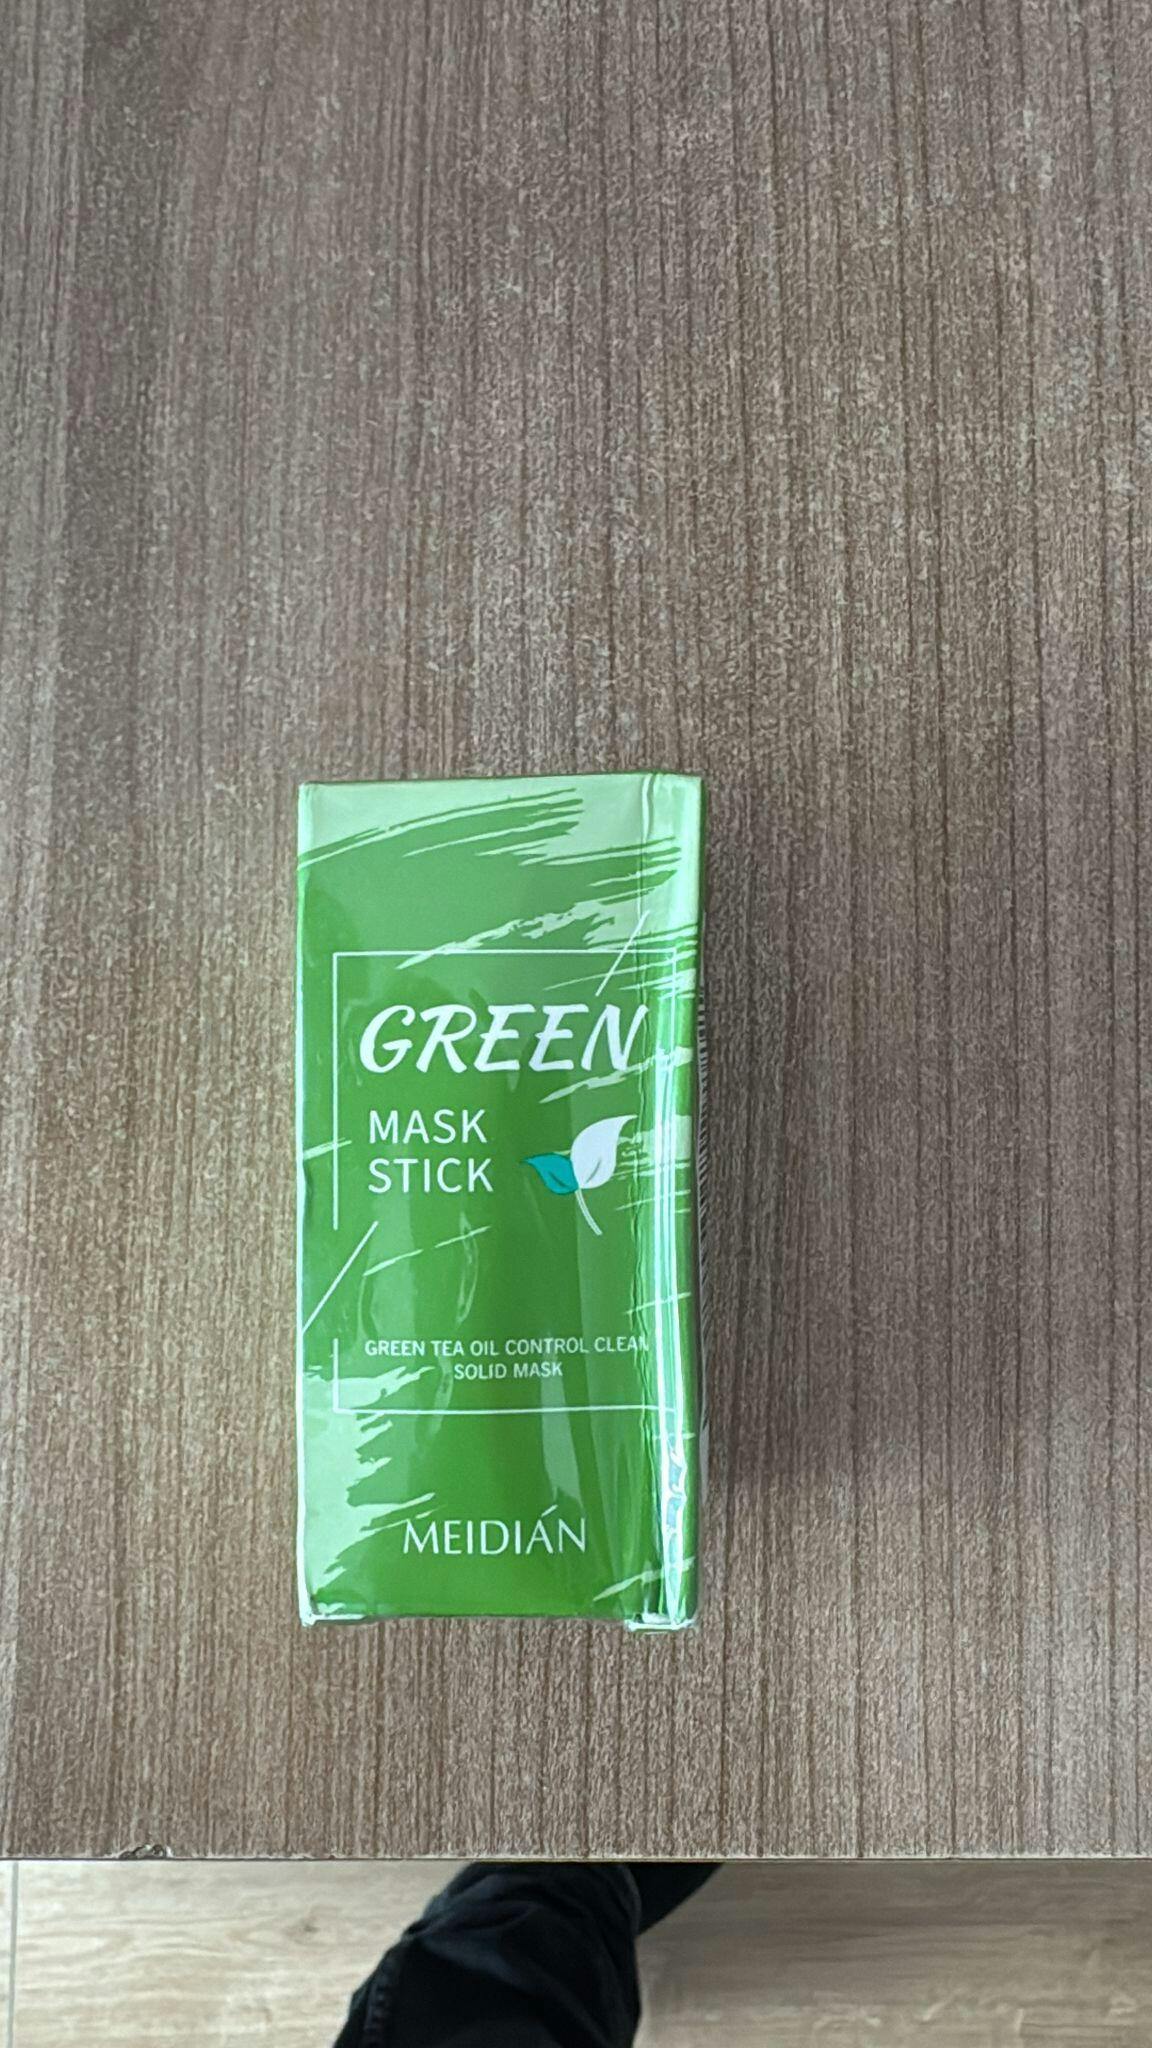 GREEN
MASK
STICK
GREEN TEA OIL CONTROL CLEAN
SOLID MASK
MEIDIÁN